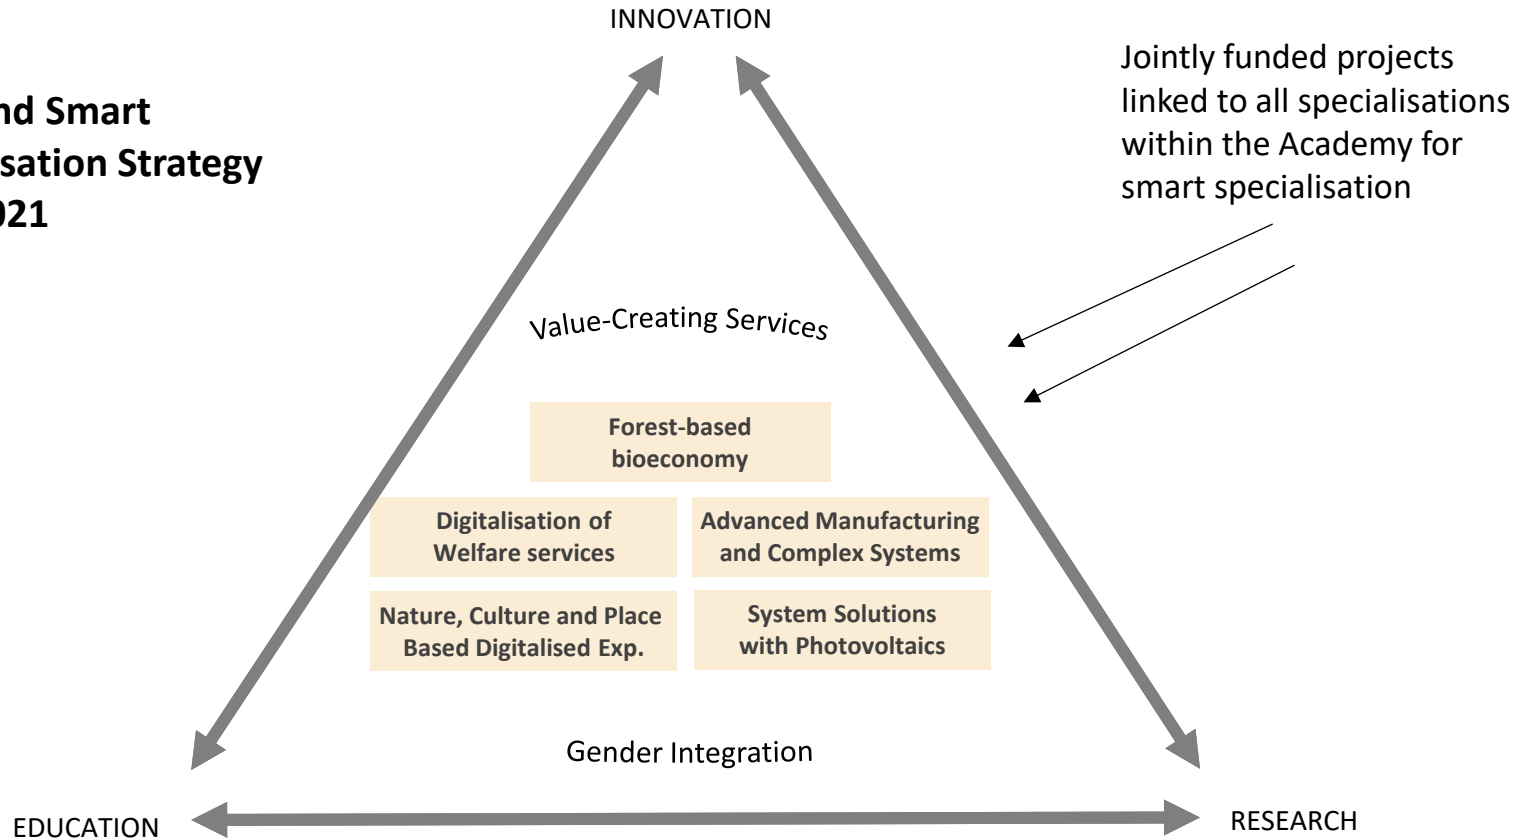 INNOVATION
Jointly funded projects
linked to all specialisations
within the Academy for
smart specialisation
nd Smart
sation Strategy
021
Value-Creating Services
Forest-based
bioeconomy
Digitalisation of
Welfare services
Advanced Manufacturing
and Complex Systems
Nature, Culture and Place
Based Digitalised Exp.
System Solutions
with Photovoltaics
Gender Integration
EDUCATION
RESEARCH